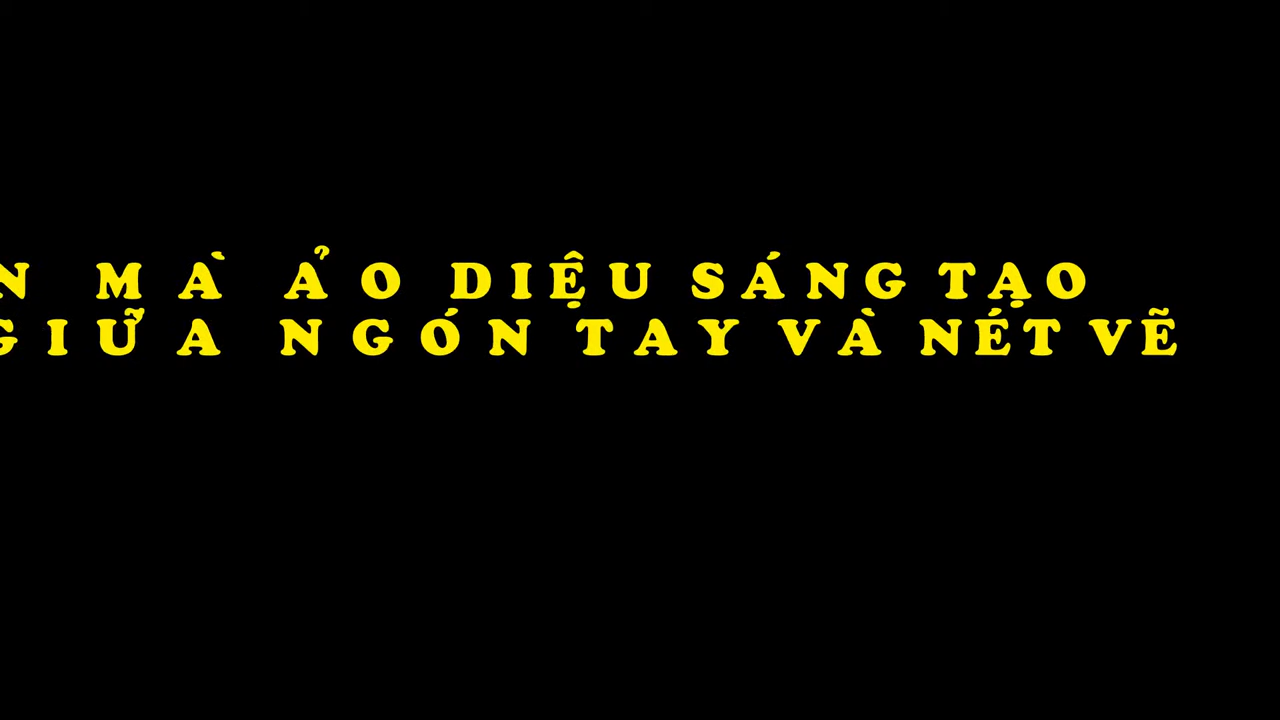 N MÀ ẢO DIỆU SÁNG TẠO
GIỮA NGÓN TAY VÀ NÉT VẼ